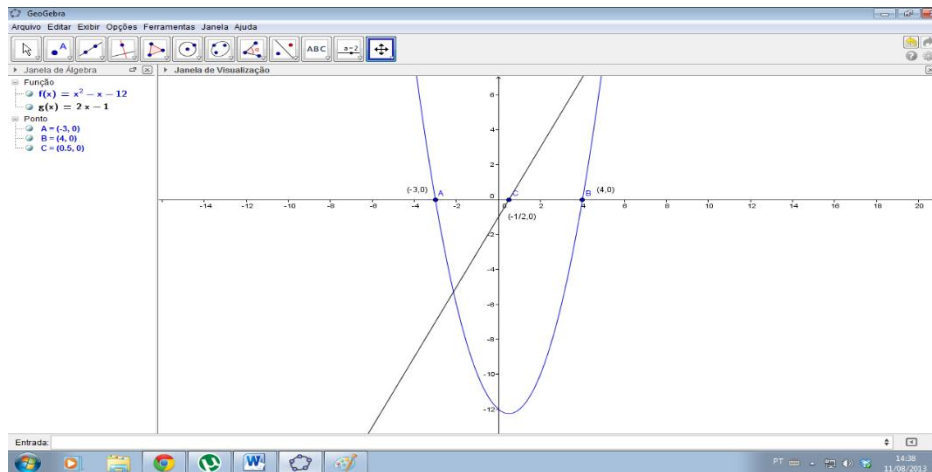 GeoGebra
Arquivo Editar Exibir Opções Ferramentas Janela Ajuda
A
ABC
a=2
Janela de Álgebra
Janela de Visualização
Função
f(x) = x² − x − 12
g(x) = 2 x − 1
Ponto
A = (-3, 0)
B = (4, 0)
C = (0.5, 0)
6
4
2
0
(-3,0) A C B (4,0)
-14 -12 -10 -8 -6 -4 -2 0 2 4 6 8 10 12 14 16 18 20
(-1/2,0)
-2
-4
-6
-8
-10
-12
Entrada:
PT
14:38
11/08/2013